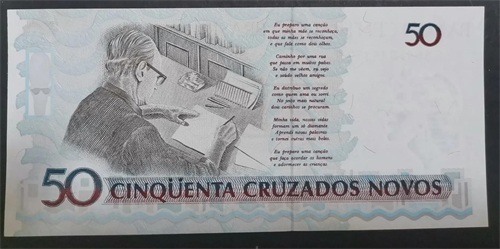 50
Eu preparo uma canção
em que minha mãe se reconheça,
todas as mães se reconheçam,
e que fale como dois olhos.
Caminho por uma rua
que passa em muitos países.
Se não me vêem, eu vejo
e saúdo velhos amigos.
Eu distribuo um segredo
como quem ama ou sorri.
No jeito mais natural
dois carinhos se procuram.
Minha vida, nossas vidas
formam um só diamante.
Aprendi novas palavras
e tornei outras mais belas.
Eu preparo uma canção
que faça acordar os homens
e adormecer as crianças.
50 CINQÜENTA CRUZADOS NOVOS